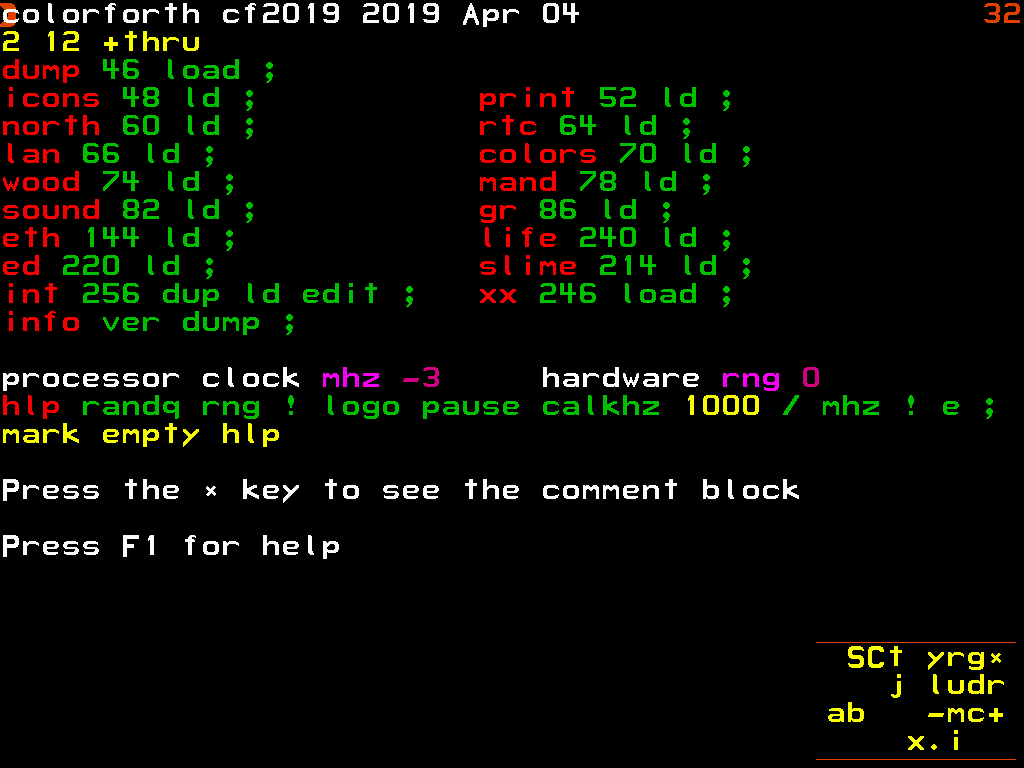 colorforth cf2019 2019 Apr 04 32
2 12 +thru
dump 46 load ;
icons 48 ld ; print 52 ld ;
north 60 ld ; rtc 64 ld ;
lan 66 ld ; colors 70 ld ;
wood 74 ld ; mand 78 ld ;
sound 82 ld ; gr 86 ld ;
eth 144 ld ; life 240 ld ;
ed 220 ld ; slime 214 ld ;
int 256 dup ld edit ; xx 246 load ;
info ver dump ;
processor clock mhz -3 hardware rng 0
hlp randq rng ! logo pause calkhz 1000 / mhz ! e ;
mark empty hlp
Press the × key to see the comment block
Press F1 for help
SCt yrg×
j ludr
ab -mc+
x.i